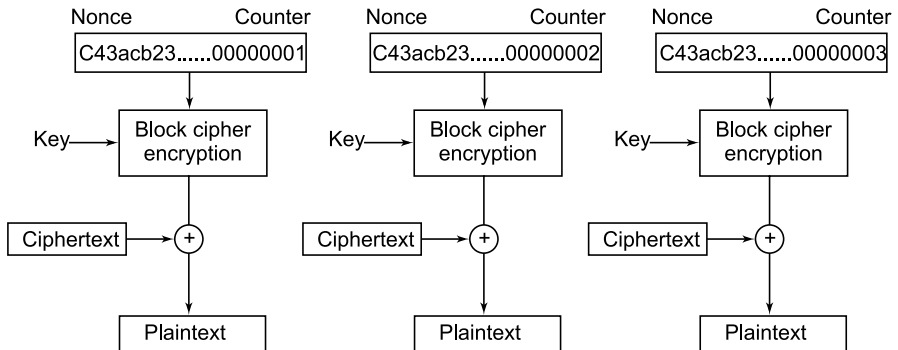 Nonce Counter Nonce Counter Nonce Counter
C43acb23......00000001 C43acb23......00000002 C43acb23......00000003
Key Block cipher encryption Key Block cipher encryption Key Block cipher encryption
Ciphertext + Ciphertext + Ciphertext +
Plaintext Plaintext Plaintext